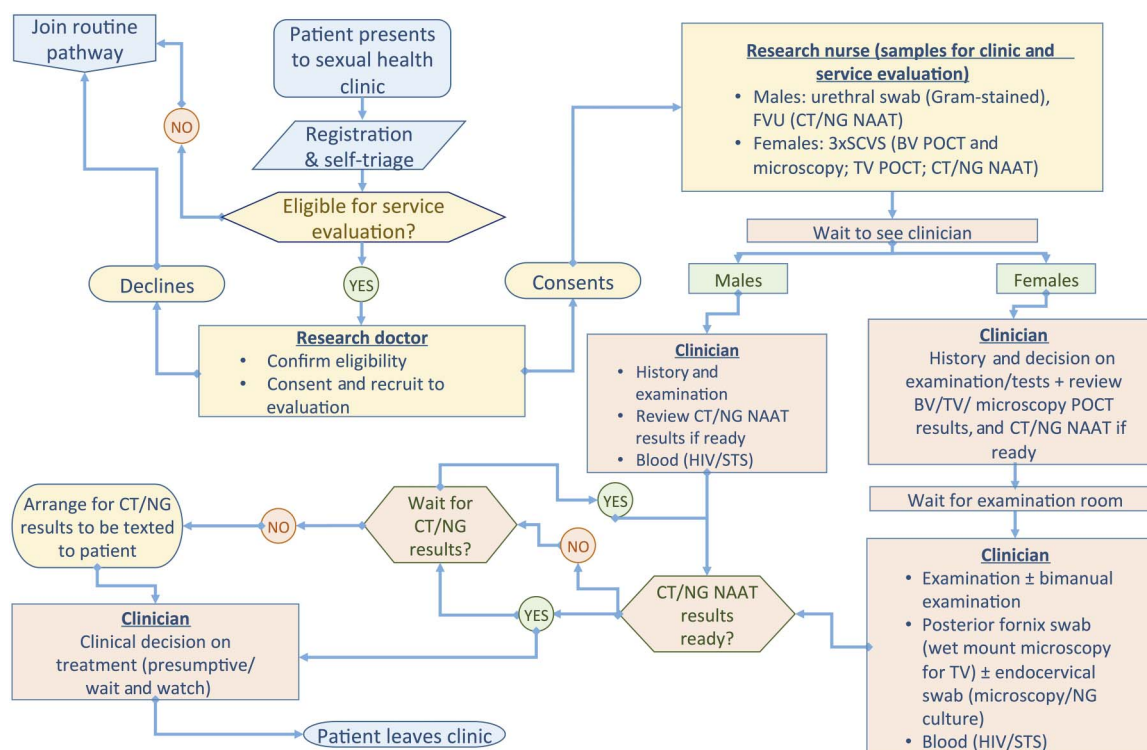 Join routine
pathway
Patient presents
to sexual health
clinic
NO
Registration
& self-triage
Eligible for service
evaluation?
YES
Declines
Consents
Research doctor
• Confirm eligibility
• Consent and recruit to
evaluation
Research nurse (samples for clinic and
service evaluation)
• Males: urethral swab (Gram-stained),
FVU (CT/NG NAAT)
• Females: 3xSCVS (BV POCT and
microscopy; TV POCT; CT/NG NAAT)
Wait to see clinician
Males
Females
Clinician
• History and
examination
• Review CT/NG NAAT
results if ready
• Blood (HIV/STS)
Clinician
History and decision on
examination/tests + review
BV/TV/ microscopy POCT
results, and CT/NG NAAT if
ready
Wait for examination room
Clinician
• Examination ± bimanual
examination
• Posterior fornix swab
(wet mount microscopy
for TV) ± endocervical
swab (microscopy/NG
culture)
• Blood (HIV/STS)
CT/NG NAAT
results
ready?
YES
NO
YES
Wait for
CT/NG
results?
NO
Arrange for CT/NG
results to be texted
to patient
Clinician
Clinical decision on
treatment (presumptive/
wait and watch)
Patient leaves clinic